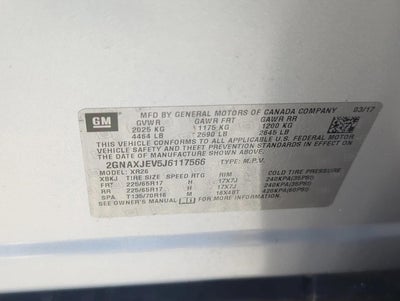 GM
MFD BY GENERAL MOTORS OF CANADA COMPANY 03/17
GVWR GAWR FRT GAWR RR
2025 KG 1175 KG 1200 KG
4464 LB 2590 LB 2645 LB
THIS VEHICLE CONFORMS TO ALL APPLICABLE U.S. FEDERAL MOTOR
VEHICLE SAFETY AND THEFT PREVENTION STANDARDS IN EFFECT
ON THE DATE OF MANUFACTURE SHOWN ABOVE.
2GNAXJEV5J6117566 TYPE: M.P.V.
MODEL: XR26
XBKJ TIRE SIZE SPEED RTG RIM COLD TIRE PRESSURE
FRT 225/65R17 H 17X7J 240KPA(35PSI)
RR 225/65R17 H 17X7J 240KPA(35PSI)
SPA T135/70R16 M 16X4BT 420KPA(60PSI)
SEE OWNER'S MANUAL FOR ADDITIONAL INFORMATION.